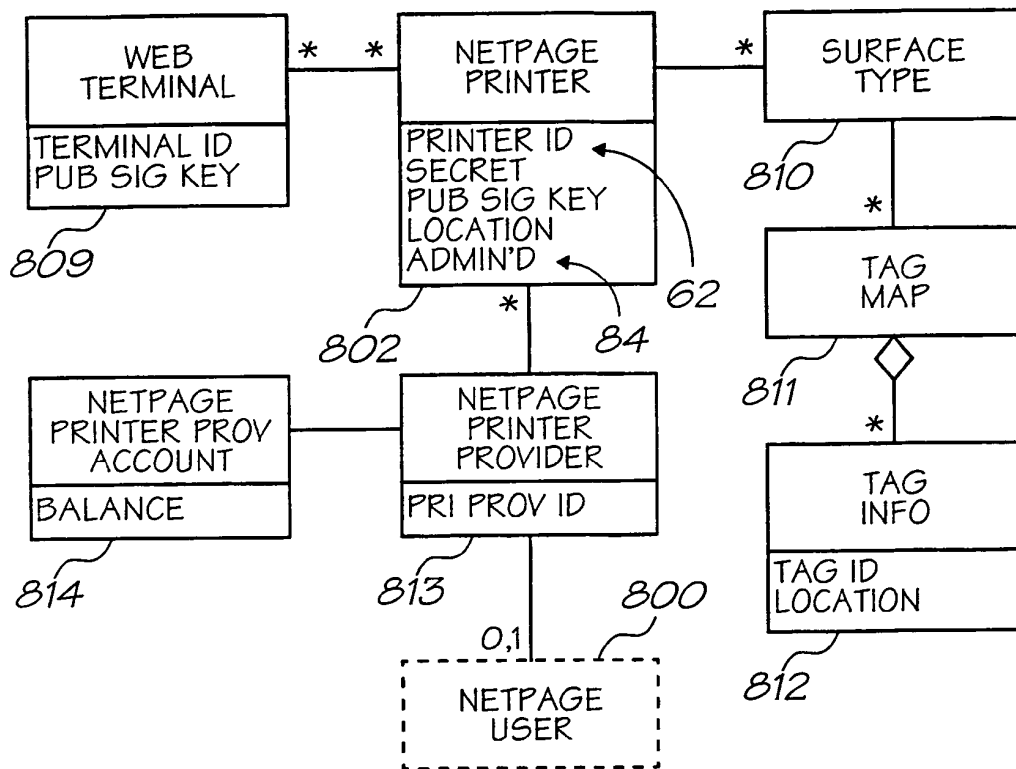 WEB
TERMINAL
TERMINAL ID
PUB SIG KEY
809
* *
NETPAGE
PRINTER
PRINTER ID
SECRET
PUB SIG KEY
LOCATION
ADMIN'D
802
62
84
*
*
SURFACE
TYPE
810
*
TAG
MAP
811
*
TAG
INFO
TAG ID
LOCATION
812
NETPAGE
PRINTER PROV
ACCOUNT
BALANCE
814
NETPAGE
PRINTER
PROVIDER
PRI PROV ID
813
800
0,1
NETPAGE
USER